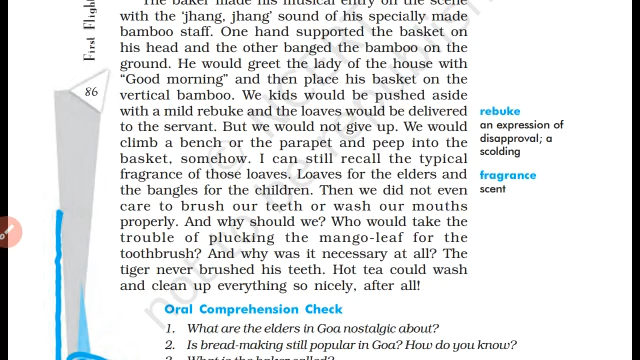 The baker made his musical entry on the scene
with the 'jhang, jhang' sound of his specially made
bamboo staff. One hand supported the basket on
his head and the other banged the bamboo on the
ground. He would greet the lady of the house with
"Good morning" and then place his basket on the
vertical bamboo. We kids would be pushed aside
with a mild rebuke and the loaves would be delivered
to the servant. But we would not give up. We would
climb a bench or the parapet and peep into the
basket, somehow. I can still recall the typical
fragrance of those loaves. Loaves for the elders and
the bangles for the children. Then we did not even
care to brush our teeth or wash our mouths
properly. And why should we? Who would take the
trouble of plucking the mango-leaf for the
toothbrush? And why was it necessary at all? The
tiger never brushed his teeth. Hot tea could wash
and clean up everything so nicely, after all!
First Flight
86
rebuke
an expression of
disapproval; a
scolding
fragrance
scent
Oral Comprehension Check
1. What are the elders in Goa nostalgic about?
2. Is bread-making still popular in Goa? How do you know?
3. What is the baker called?